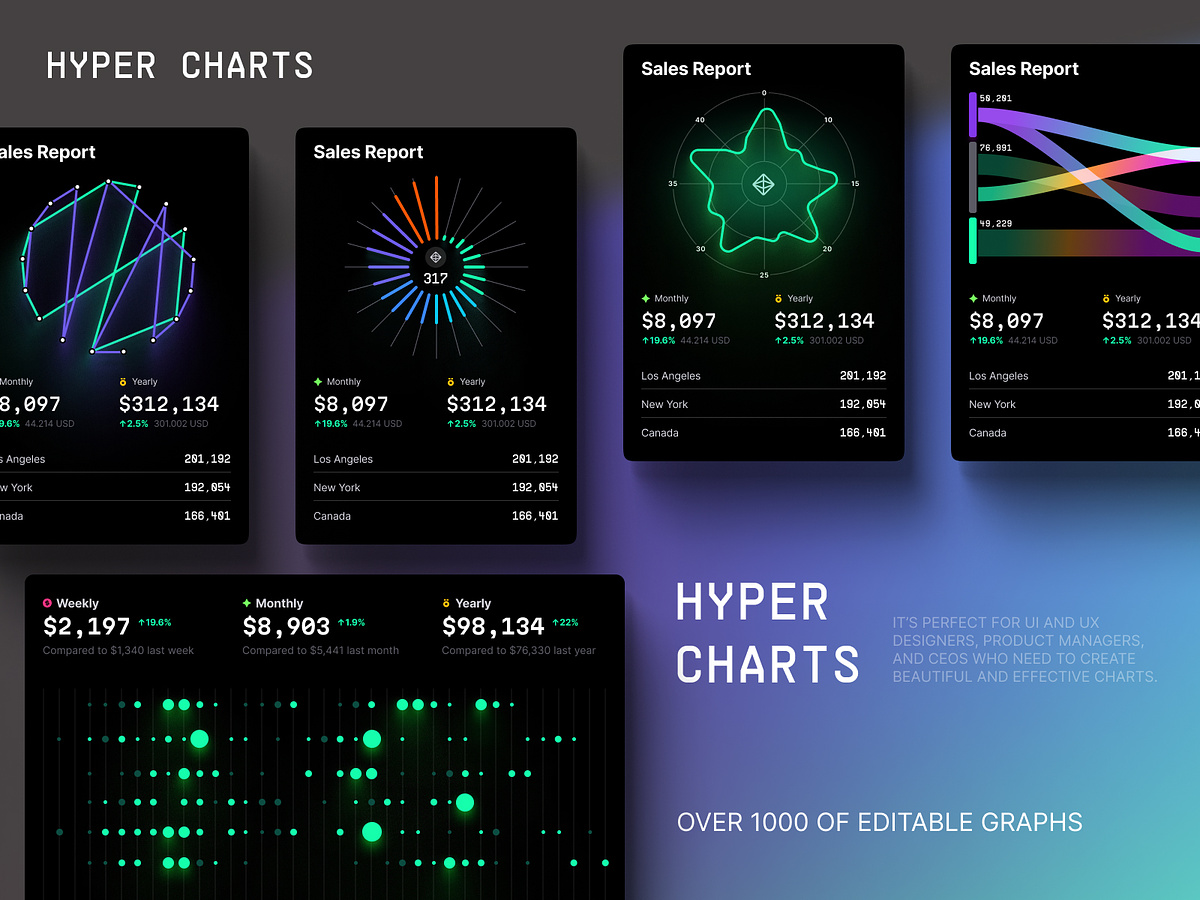 HYPER CHARTS
ales Report
Monthly
Yearly
8,097
$312,134
9.6% 44.214 USD
↑2.5% 301.002 USD
s Angeles
201,192
w York
192,054
nada
166,401
Sales Report
317
Monthly
Yearly
$8,097
$312,134
↑19.6% 44.214 USD
↑2.5% 301.002 USD
Los Angeles
201,192
New York
192,054
Canada
166,401
Sales Report
0
10
15
20
25
30
35
40
Monthly
Yearly
$8,097
$312,134
↑19.6% 44.214 USD
↑2.5% 301.002 USD
Los Angeles
201,192
New York
192,054
Canada
166,401
Sales Report
50,201
76,991
49,229
Monthly
Yearly
$8,097
$312,134
↑19.6% 44.214 USD
↑2.5% 301.002 USD
Los Angeles
201,1
New York
192,0
Canada
166,4
Weekly
$2,197 ↑19.6%
Compared to $1,340 last week
Monthly
$8,903 ↑1.9%
Compared to $5,441 last month
Yearly
$98,134 ↑22%
Compared to $76,330 last year
HYPER
CHARTS
IT'S PERFECT FOR UI AND UX
DESIGNERS, PRODUCT MANAGERS,
AND CEOS WHO NEED TO CREATE
BEAUTIFUL AND EFFECTIVE CHARTS.
OVER 1000 OF EDITABLE GRAPHS